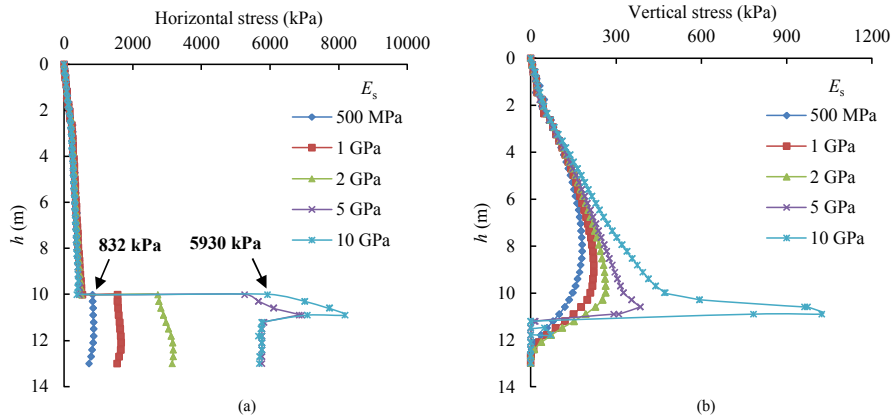 Horizontal stress (kPa)
0 2000 4000 6000 8000 10000
0
2
4
6
8
10
12
14
h (m)
Es
500 MPa
1 GPa
2 GPa
5 GPa
10 GPa
832 kPa
5930 kPa
(a)
Vertical stress (kPa)
0 300 600 900 1200
0
2
4
6
8
10
12
14
h (m)
Es
500 MPa
1 GPa
2 GPa
5 GPa
10 GPa
(b)